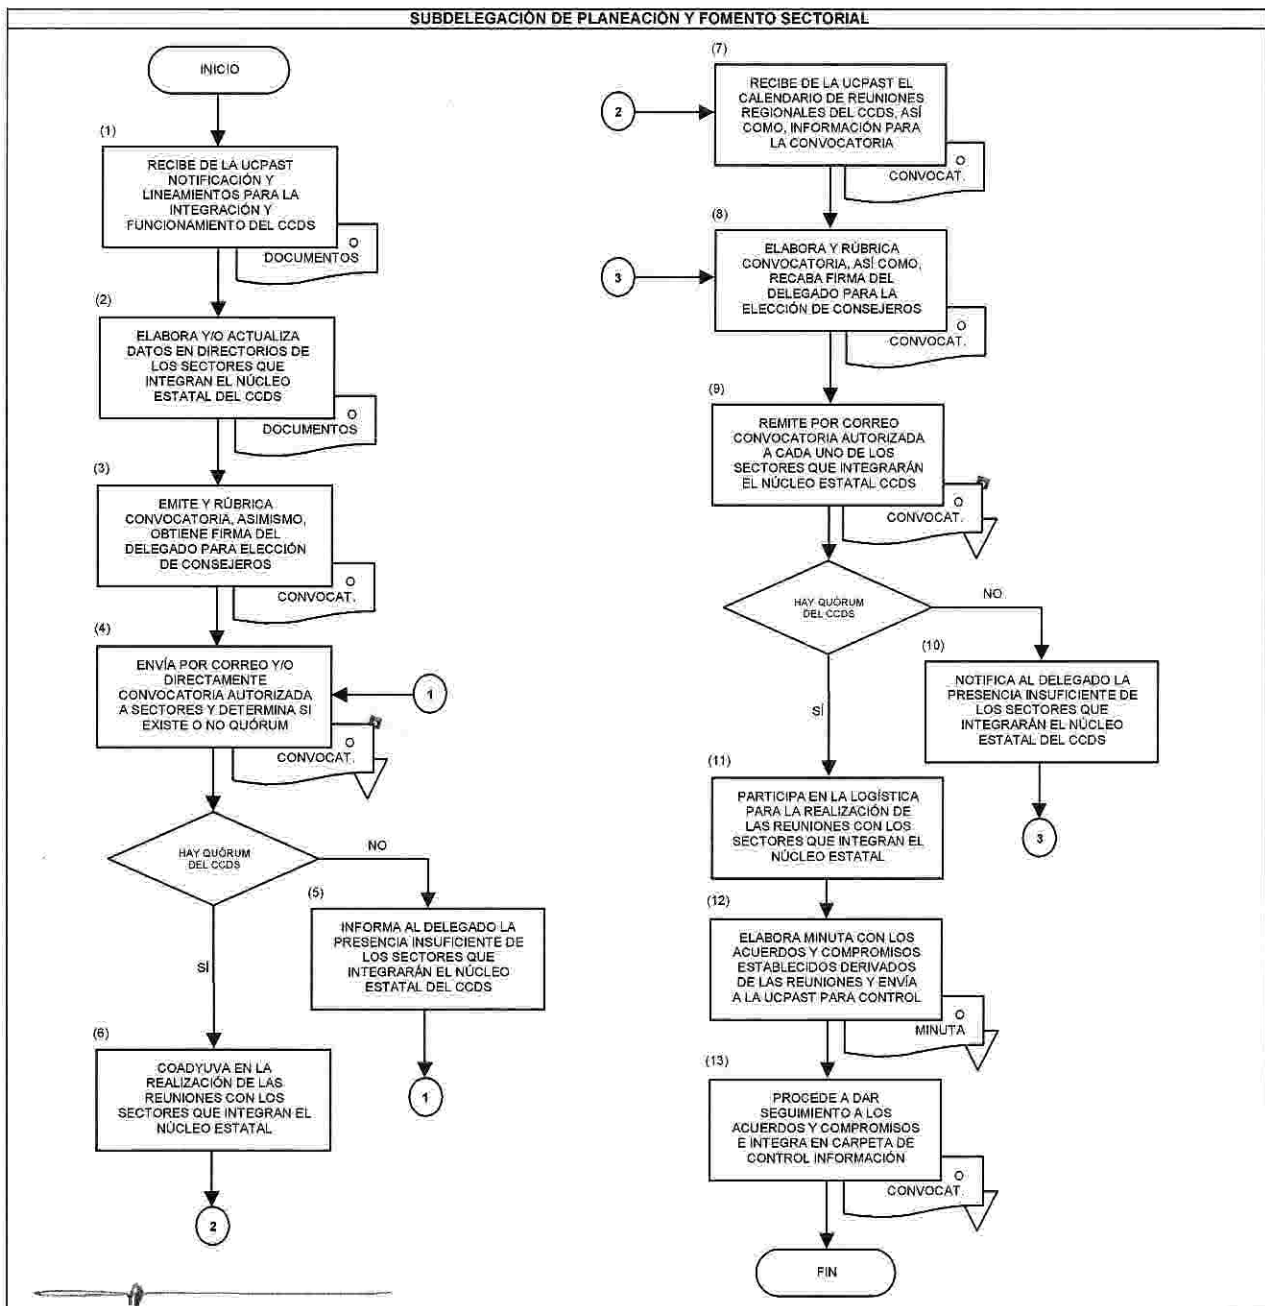 SUBDELEGACIÓN DE PLANEACIÓN Y FOMENTO SECTORIAL
INICIO
(1)
RECIBE DE LA UCPAST
NOTIFICACIÓN Y
LINEAMIENTOS PARA LA
INTEGRACIÓN Y
FUNCIONAMIENTO DEL CCDS
O
DOCUMENTOS
(2)
ELABORA Y/O ACTUALIZA
DATOS EN DIRECTORIOS DE
LOS SECTORES QUE
INTEGRAN EL NÚCLEO
ESTATAL DEL CCDS
O
DOCUMENTOS
(3)
EMITE Y RÚBRICA
CONVOCATORIA, ASIMISMO,
OBTIENE FIRMA DEL
DELEGADO PARA ELECCIÓN
DE CONSEJEROS
O
CONVOCAT.
(4)
ENVÍA POR CORREO Y/O
DIRECTAMENTE
CONVOCATORIA AUTORIZADA
A SECTORES Y DETERMINA SI
EXISTE O NO QUÓRUM
1
O
CONVOCAT.
HAY QUÓRUM
DEL CCDS
NO
(5)
INFORMA AL DELEGADO LA
PRESENCIA INSUFICIENTE DE
LOS SECTORES QUE
INTEGRARÁN EL NÚCLEO
ESTATAL DEL CCDS
1
SÍ
(6)
COADYUVA EN LA
REALIZACIÓN DE LAS
REUNIONES CON LOS
SECTORES QUE INTEGRAN EL
NÚCLEO ESTATAL
2
(7)
2
RECIBE DE LA UCPAST EL
CALENDARIO DE REUNIONES
REGIONALES DEL CCDS, ASÍ
COMO, INFORMACIÓN PARA
LA CONVOCATORIA
O
CONVOCAT.
(8)
3
ELABORA Y RÚBRICA
CONVOCATORIA, ASÍ COMO,
RECABA FIRMA DEL
DELEGADO PARA LA
ELECCIÓN DE CONSEJEROS
O
CONVOCAT.
(9)
REMITE POR CORREO
CONVOCATORIA AUTORIZADA
A CADA UNO DE LOS
SECTORES QUE INTEGRARÁN
EL NÚCLEO ESTATAL CCDS
O
CONVOCAT.
HAY QUÓRUM
DEL CCDS
NO
(10)
NOTIFICA AL DELEGADO LA
PRESENCIA INSUFICIENTE DE
LOS SECTORES QUE
INTEGRARÁN EL NÚCLEO
ESTATAL DEL CCDS
3
SÍ
(11)
PARTICIPA EN LA LOGÍSTICA
PARA LA REALIZACIÓN DE
LAS REUNIONES CON LOS
SECTORES QUE INTEGRAN EL
NÚCLEO ESTATAL
(12)
ELABORA MINUTA CON LOS
ACUERDOS Y COMPROMISOS
ESTABLECIDOS DERIVADOS
DE LAS REUNIONES Y ENVÍA
A LA UCPAST PARA CONTROL
O
MINUTA
(13)
PROCEDE A DAR
SEGUIMIENTO A LOS
ACUERDOS Y COMPROMISOS
E INTEGRA EN CARPETA DE
CONTROL INFORMACIÓN
O
CONVOCAT.
FIN